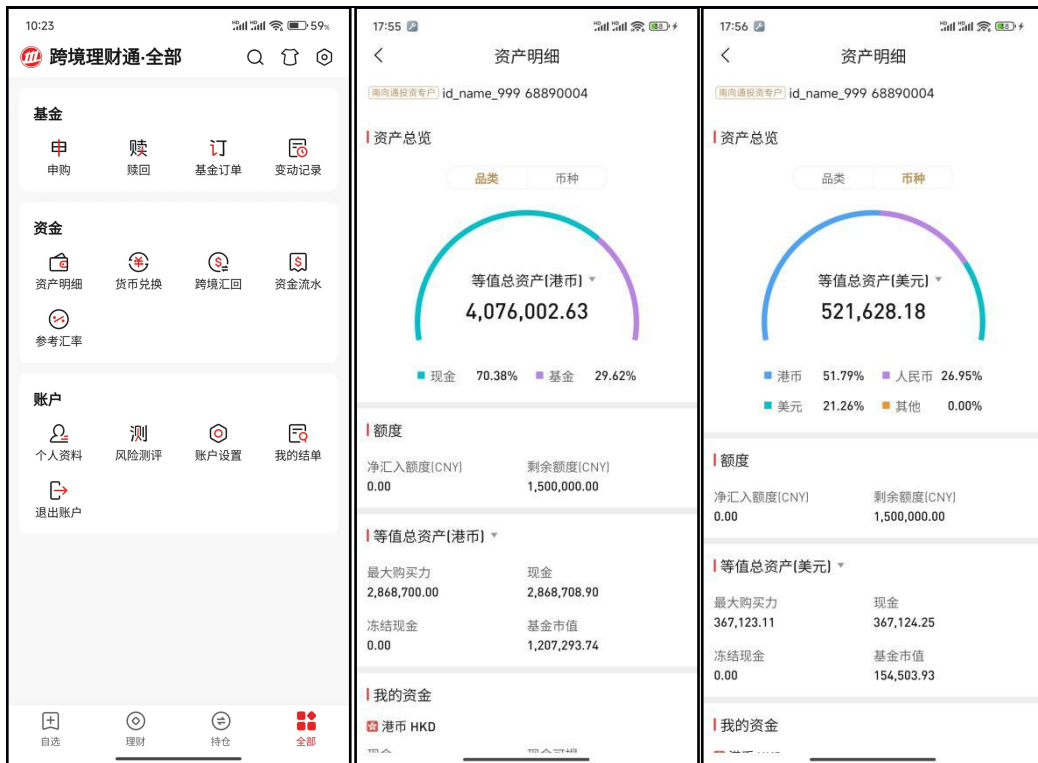 10:23
59%
跨境理财通·全部
基金
申购 赎回 基金订单 变动记录
资金
资产明细 货币兑换 跨境汇回 资金流水
参考汇率
账户
测
个人资料 风险测评 账户设置 我的结单
退出账户
自选 理财 持仓 全部
17:55
资产明细
南向通投资专户 id_name_999 68890004
资产总览
品类 币种
等值总资产(港币)
4,076,002.63
现金 70.38% 基金 29.62%
额度
净汇入额度(CNY) 剩余额度(CNY)
0.00 1,500,000.00
等值总资产(港币)
最大购买力 现金
2,868,700.00 2,868,708.90
冻结现金 基金市值
0.00 1,207,293.74
我的资金
港币 HKD
17:56
资产明细
南向通投资专户 id_name_999 68890004
资产总览
品类 币种
等值总资产(美元)
521,628.18
港币 51.79% 人民币 26.95%
美元 21.26% 其他 0.00%
额度
净汇入额度(CNY) 剩余额度(CNY)
0.00 1,500,000.00
等值总资产(美元)
最大购买力 现金
367,123.11 367,124.25
冻结现金 基金市值
0.00 154,503.93
我的资金